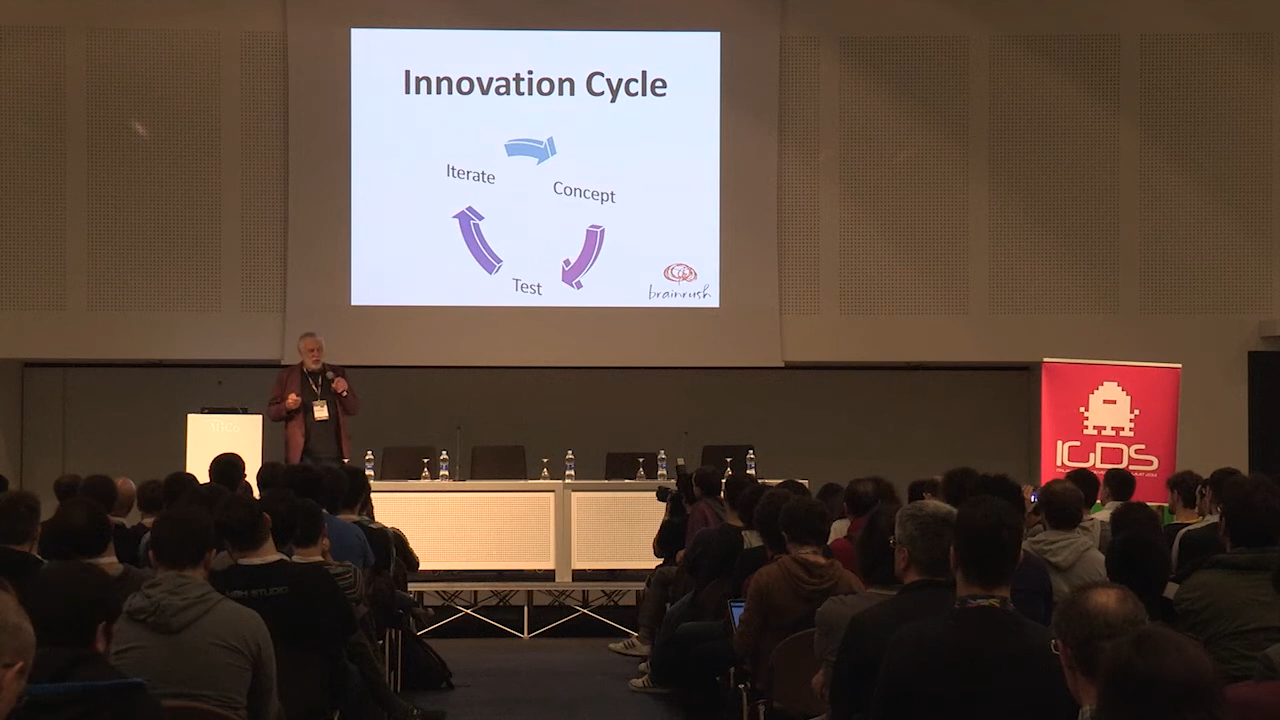 Innovation Cycle
Iterate
Concept
Test
brainrush
IGDS